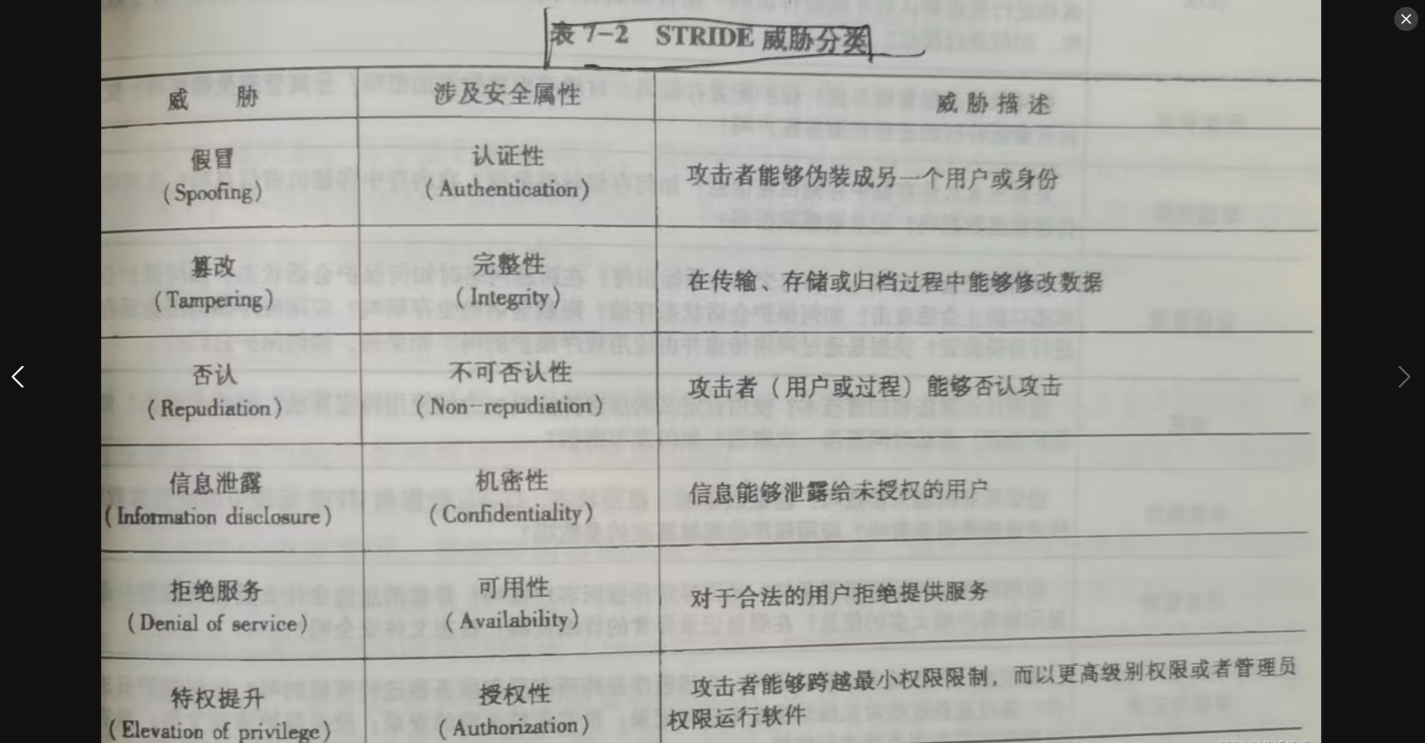 表 7-2 STRIDE 威胁分类
威 胁 涉及安全属性 威 胁 描 述
假冒
(Spoofing)
认证性
(Authentication)
攻击者能够伪装成另一个用户或身份
篡改
(Tampering)
完整性
(Integrity)
在传输、存储或归档过程中能够修改数据
否认
(Repudiation)
不可否认性
(Non-repudiation)
攻击者（用户或过程）能够否认攻击
信息泄露
(Information disclosure)
机密性
(Confidentiality)
信息能够泄露给未授权的用户
拒绝服务
(Denial of service)
可用性
(Availability)
对于合法的用户拒绝提供服务
特权提升
(Elevation of privilege)
授权性
(Authorization)
攻击者能够跨越最小权限限制，而以更高级别权限或者管理员
权限运行软件